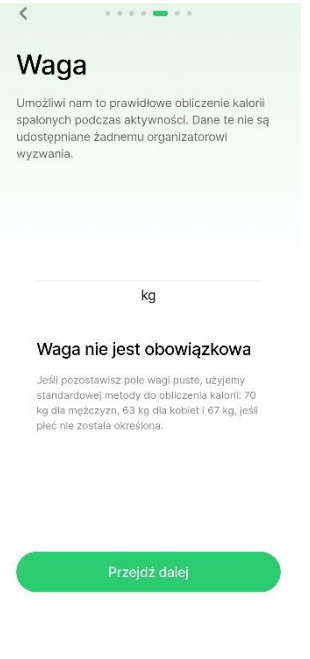 Waga
Umożliwi nam to prawidłowe obliczenie kalorii
spalonych podczas aktywności. Dane te nie są
udostępniane żadnemu organizatorowi
wyzwania.
kg
Waga nie jest obowiązkowa
Jeśli pozostawisz pole wagi puste, użyjemy
standardowej metody do obliczenia kalorii: 70
kg dla mężczyzn, 63 kg dla kobiet i 67 kg, jeśli
płeć nie została określona.
Przejdź dalej